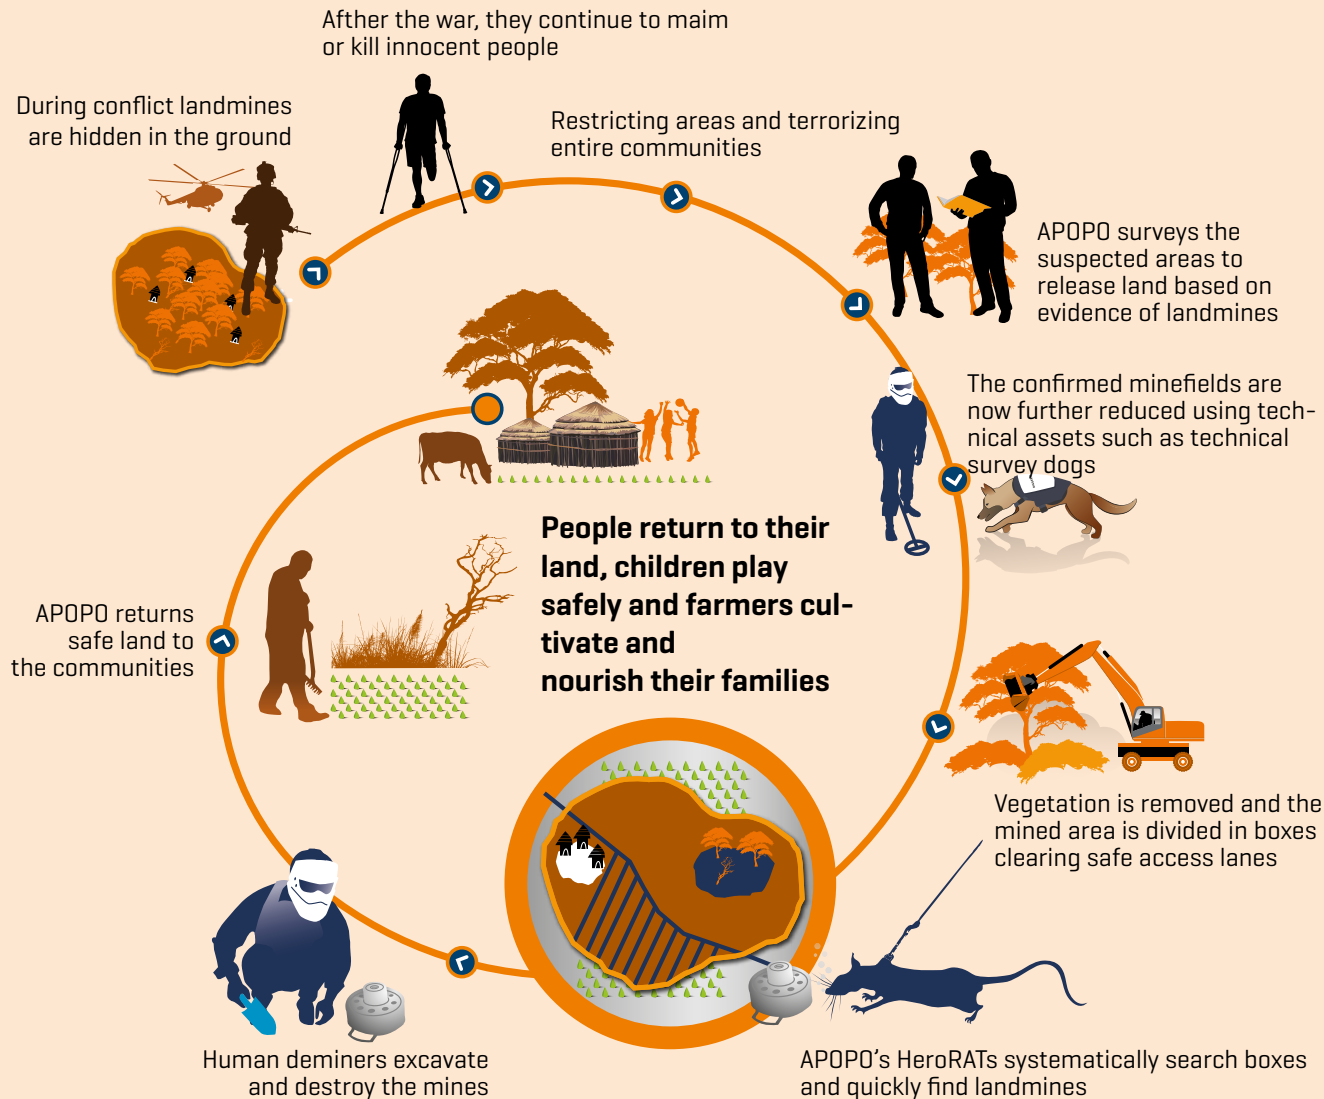 During conflict landmines
are hidden in the ground
Afther the war, they continue to maim
or kill innocent people
Restricting areas and terrorizing
entire communities
APOPO surveys the
suspected areas to
release land based on
evidence of landmines
The confirmed minefields are
now further reduced using tech-
nical assets such as technical
survey dogs
Vegetation is removed and the
mined area is divided in boxes
clearing safe access lanes
APOPO’s HeroRATs systematically search boxes
and quickly find landmines
Human deminers excavate
and destroy the mines
APOPO returns
safe land to
the communities
People return to their
land, children play
safely and farmers cul-
tivate and
nourish their families